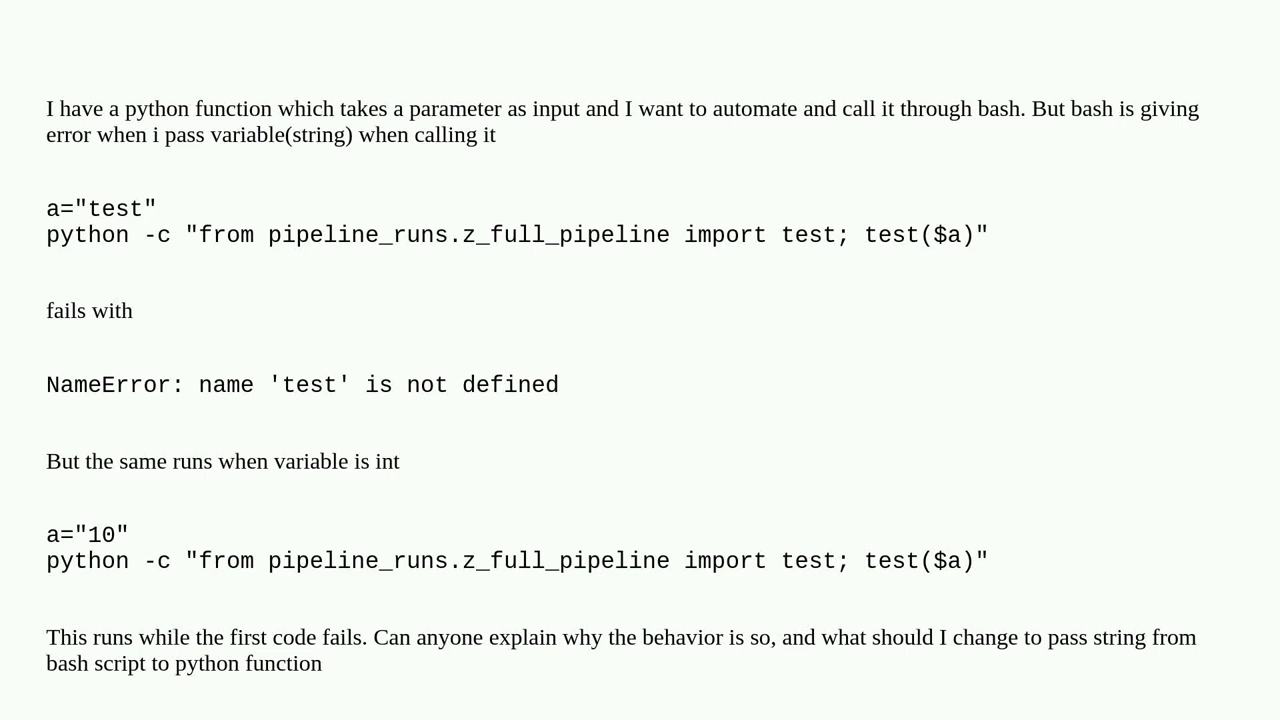 I have a python function which takes a parameter as input and I want to automate and call it through bash. But bash is giving
error when i pass variable(string) when calling it
a="test"
python -c "from pipeline_runs.z_full_pipeline import test; test($a)"
fails with
NameError: name 'test' is not defined
But the same runs when variable is int
a="10"
python -c "from pipeline_runs.z_full_pipeline import test; test($a)"
This runs while the first code fails. Can anyone explain why the behavior is so, and what should I change to pass string from
bash script to python function